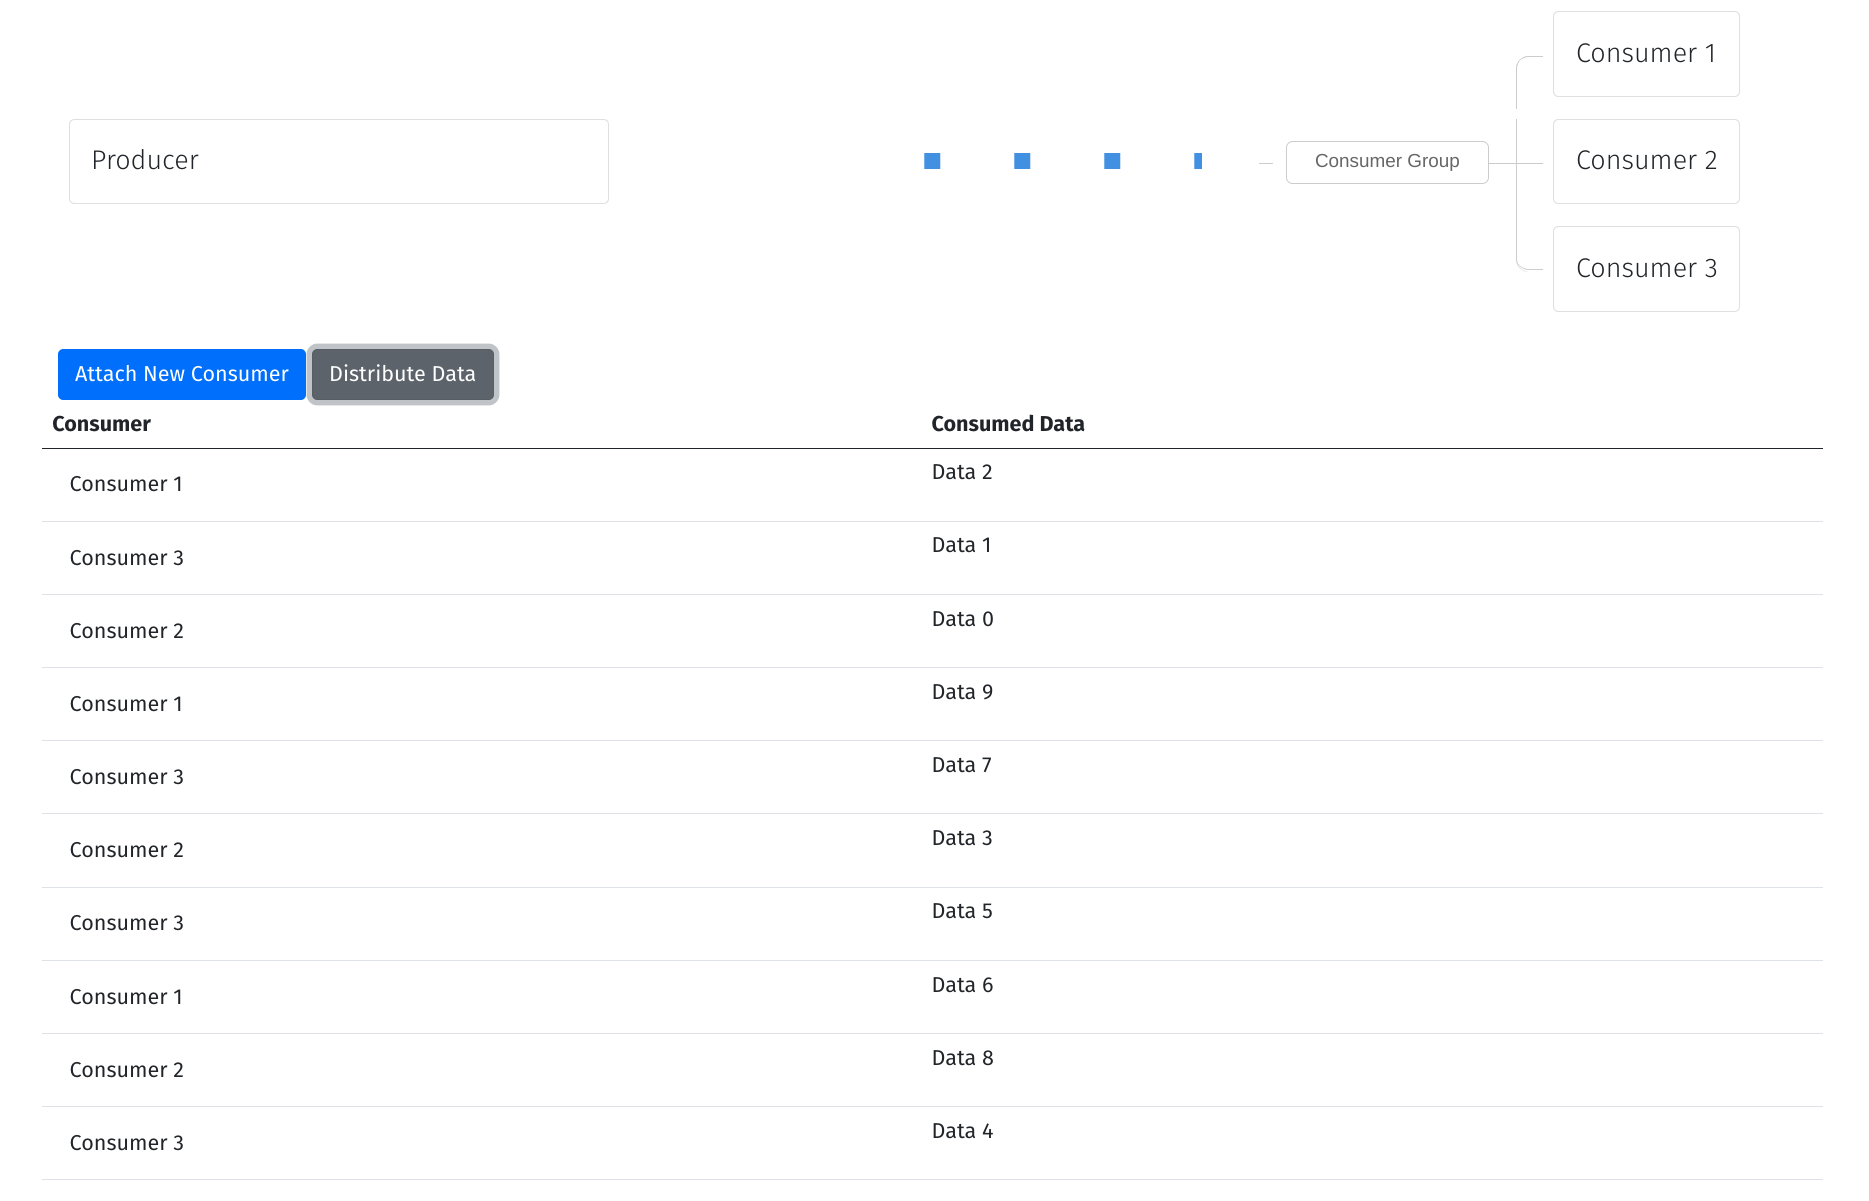 Consumer 1
Producer
Consumer Group
Consumer 2
Consumer 3
Attach New Consumer
Distribute Data
Consumer Consumed Data
Consumer 1 Data 2
Consumer 3 Data 1
Consumer 2 Data 0
Consumer 1 Data 9
Consumer 3 Data 7
Consumer 2 Data 3
Consumer 3 Data 5
Consumer 1 Data 6
Consumer 2 Data 8
Consumer 3 Data 4